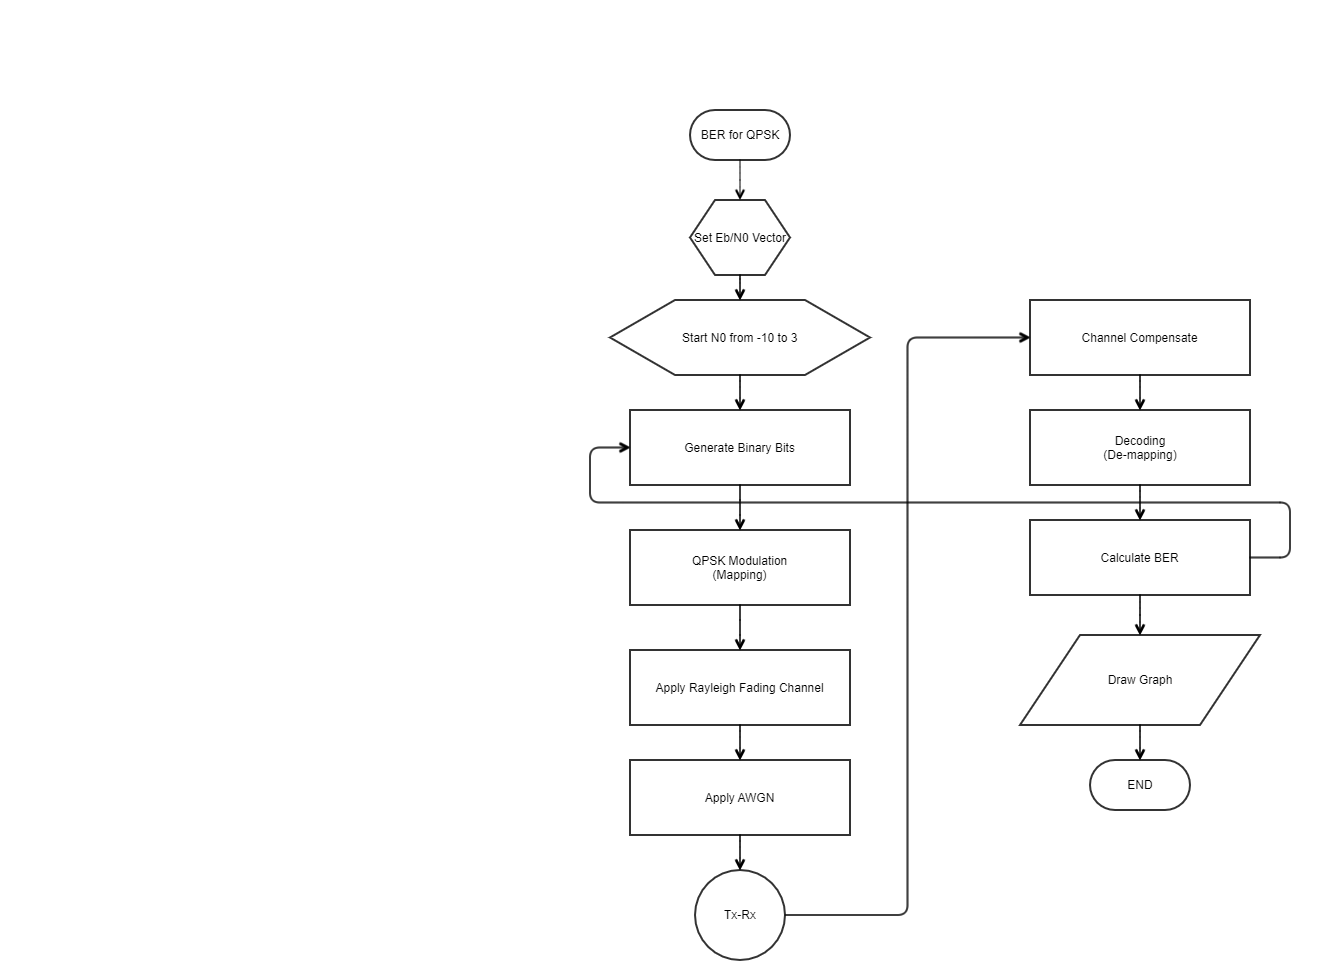 BER for QPSK
Set Eb/N0 Vector
Start N0 from -10 to 3
Generate Binary Bits
QPSK Modulation
(Mapping)
Apply Rayleigh Fading Channel
Apply AWGN
Tx-Rx
Channel Compensate
Decoding
(De-mapping)
Calculate BER
Draw Graph
END